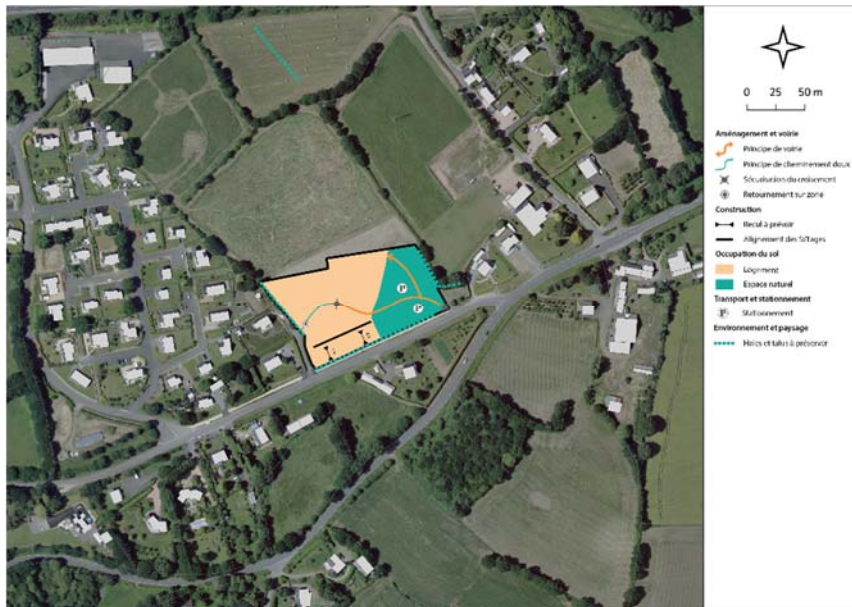 0 25 50 m
Aménagement et voirie
Principe de voirie
Principe de cheminement doux
Sécurisation du croisement
Retournement sur zone
Construction
Recul à prévoir
Alignement des faîtages
Occupation du sol
Logement
Espace naturel
Transport et stationnement
P Stationnement
Environnement et paysage
Haies et talus à préserver
P
P